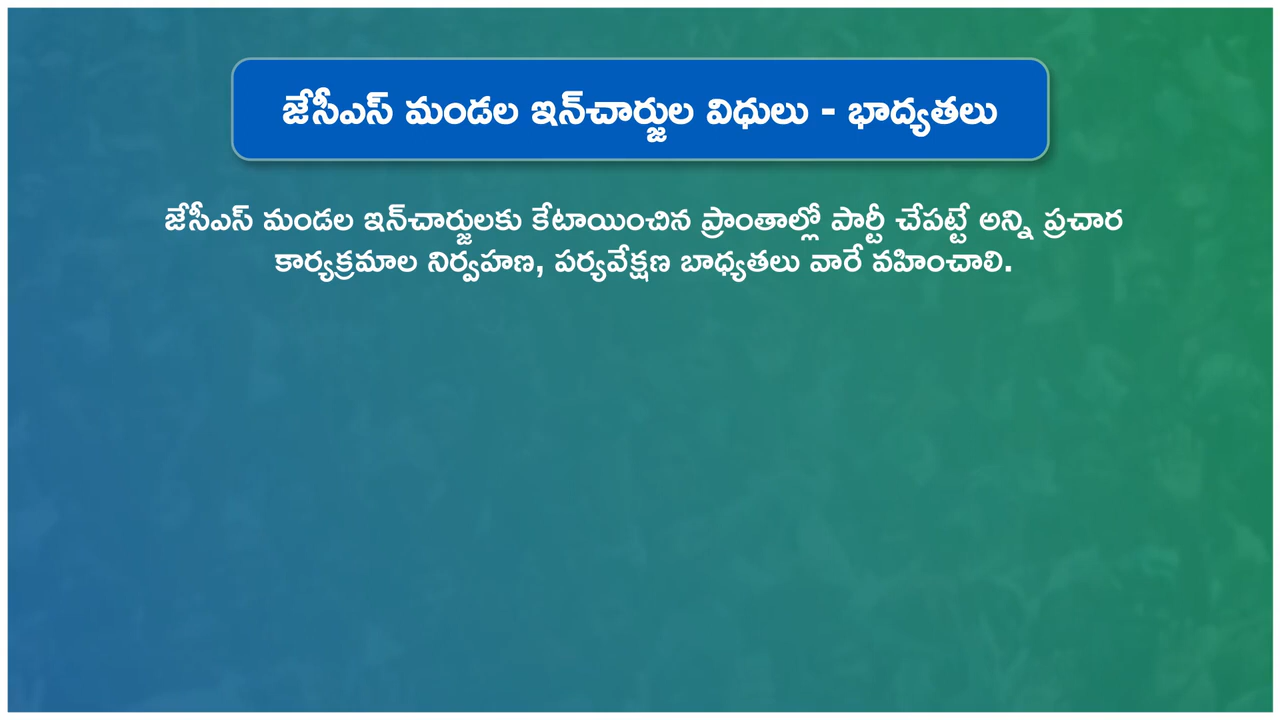 జేసీఎస్ మండల ఇన్‌చార్జుల విధులు - భాద్యతలు
జేసీఎస్ మండల ఇన్‌చార్జులకు కేటాయించిన ప్రాంతాల్లో పార్టీ చేపట్టే అన్ని ప్రచార
కార్యక్రమాల నిర్వహణ, పర్యవేక్షణ బాధ్యతలు వారే వహించాలి.